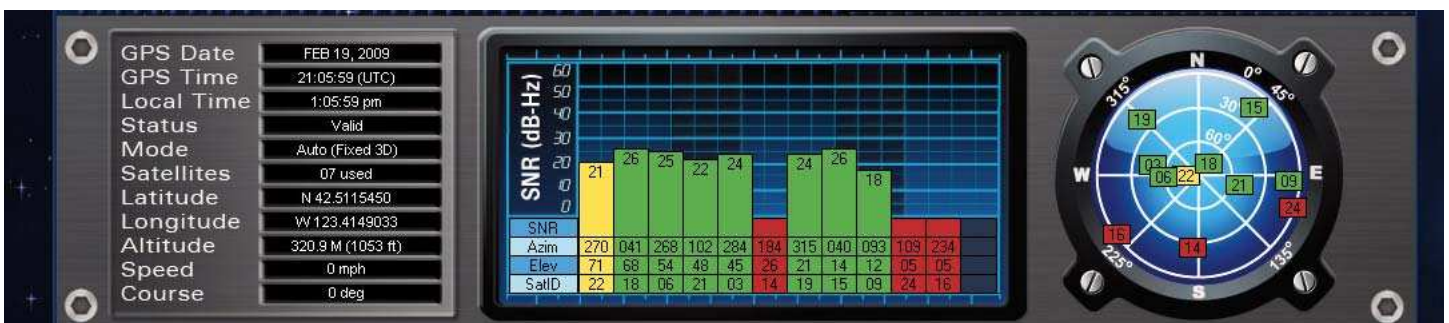 GPS Date FEB 19, 2009
GPS Time 21:05:59 (UTC)
Local Time 1:05:59 pm
Status Valid
Mode Auto (Fixed 3D)
Satellites 07 used
Latitude N 42.5115450
Longitude W 123.4149033
Altitude 320.9 M (1053 ft)
Speed 0 mph
Course 0 deg
SNR (dB-Hz)
60
50
40
30
20
10
0
21 26 25 22 24 24 26 18
SNR
Azim 270 041 268 102 284 184 315 040 093 109 234
Elev 71 68 54 48 45 26 21 14 12 05 05
SatID 22 18 06 21 03 14 19 15 09 24 16
N
0°
315° 45°
30 15
19
60°
03 18
W 06 22 21 09 E
24
16
14
225° 135°
S